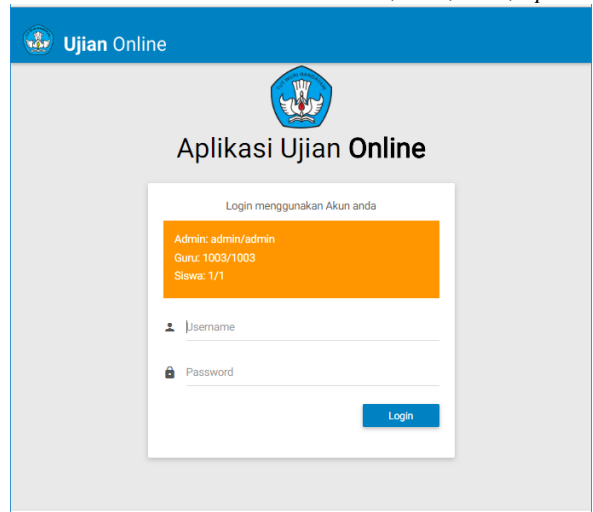 Ujian Online
Aplikasi Ujian Online
Login menggunakan Akun anda
Admin: admin/admin
Guru: 1003/1003
Siswa: 1/1
Username
Password
Login